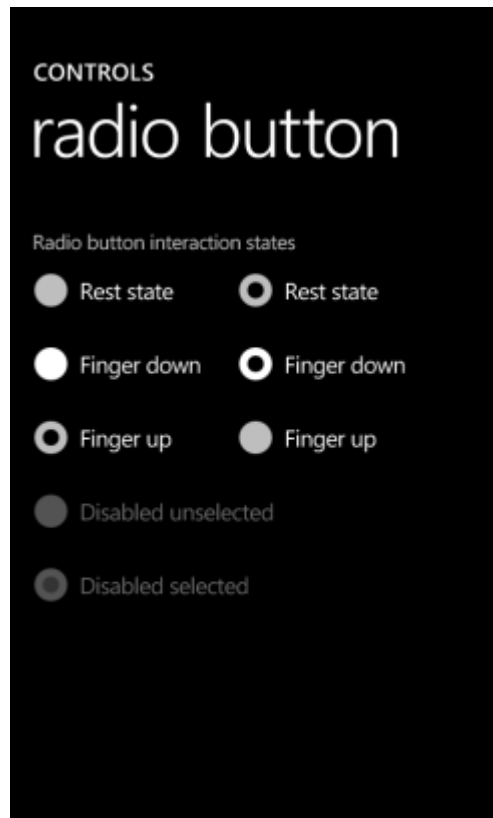 CONTROLS
radio button
Radio button interaction states
Rest state Rest state
Finger down Finger down
Finger up Finger up
Disabled unselected
Disabled selected